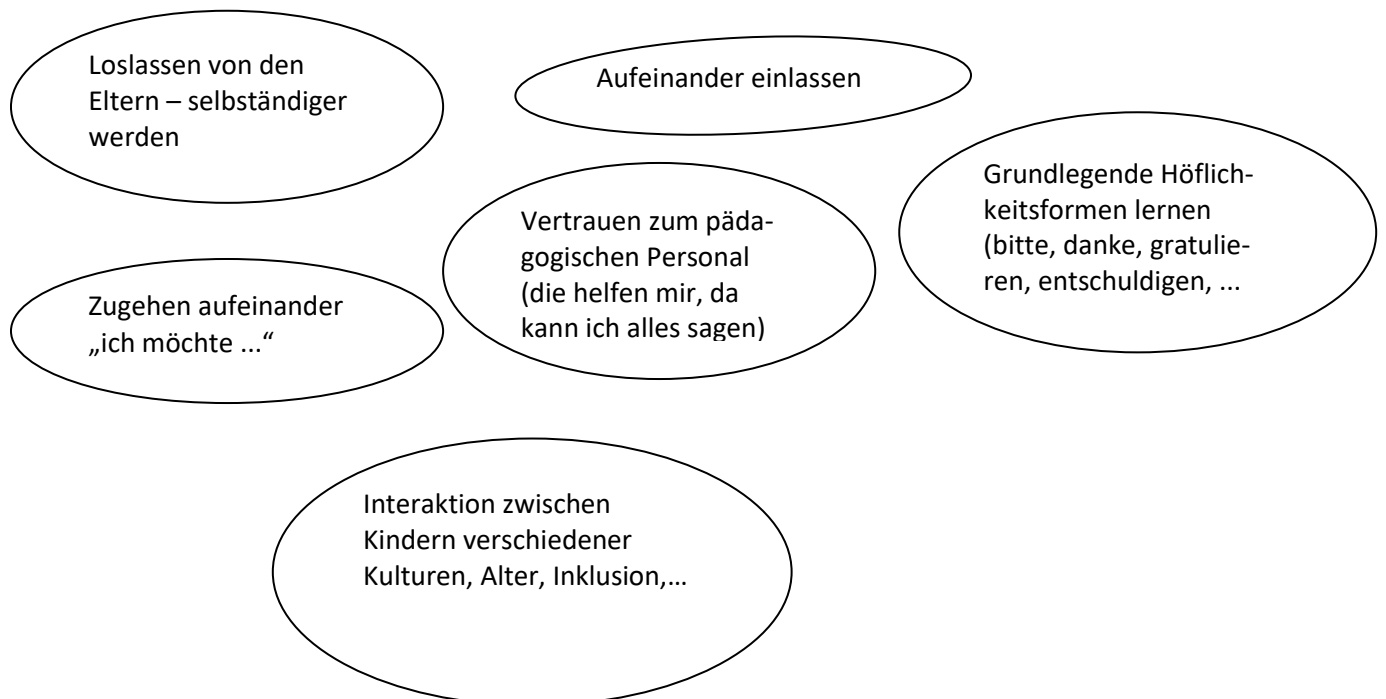 Loslassen von den
Eltern – selbständiger
werden
Aufeinander einlassen
Grundlegende Höflich-
keitsformen lernen
(bitte, danke, gratulie-
ren, entschuldigen, ...
Vertrauen zum päda-
gogischen Personal
(die helfen mir, da
kann ich alles sagen)
Zugehen aufeinander
„ich möchte ...“
Interaktion zwischen
Kindern verschiedener
Kulturen, Alter, Inklusion,…